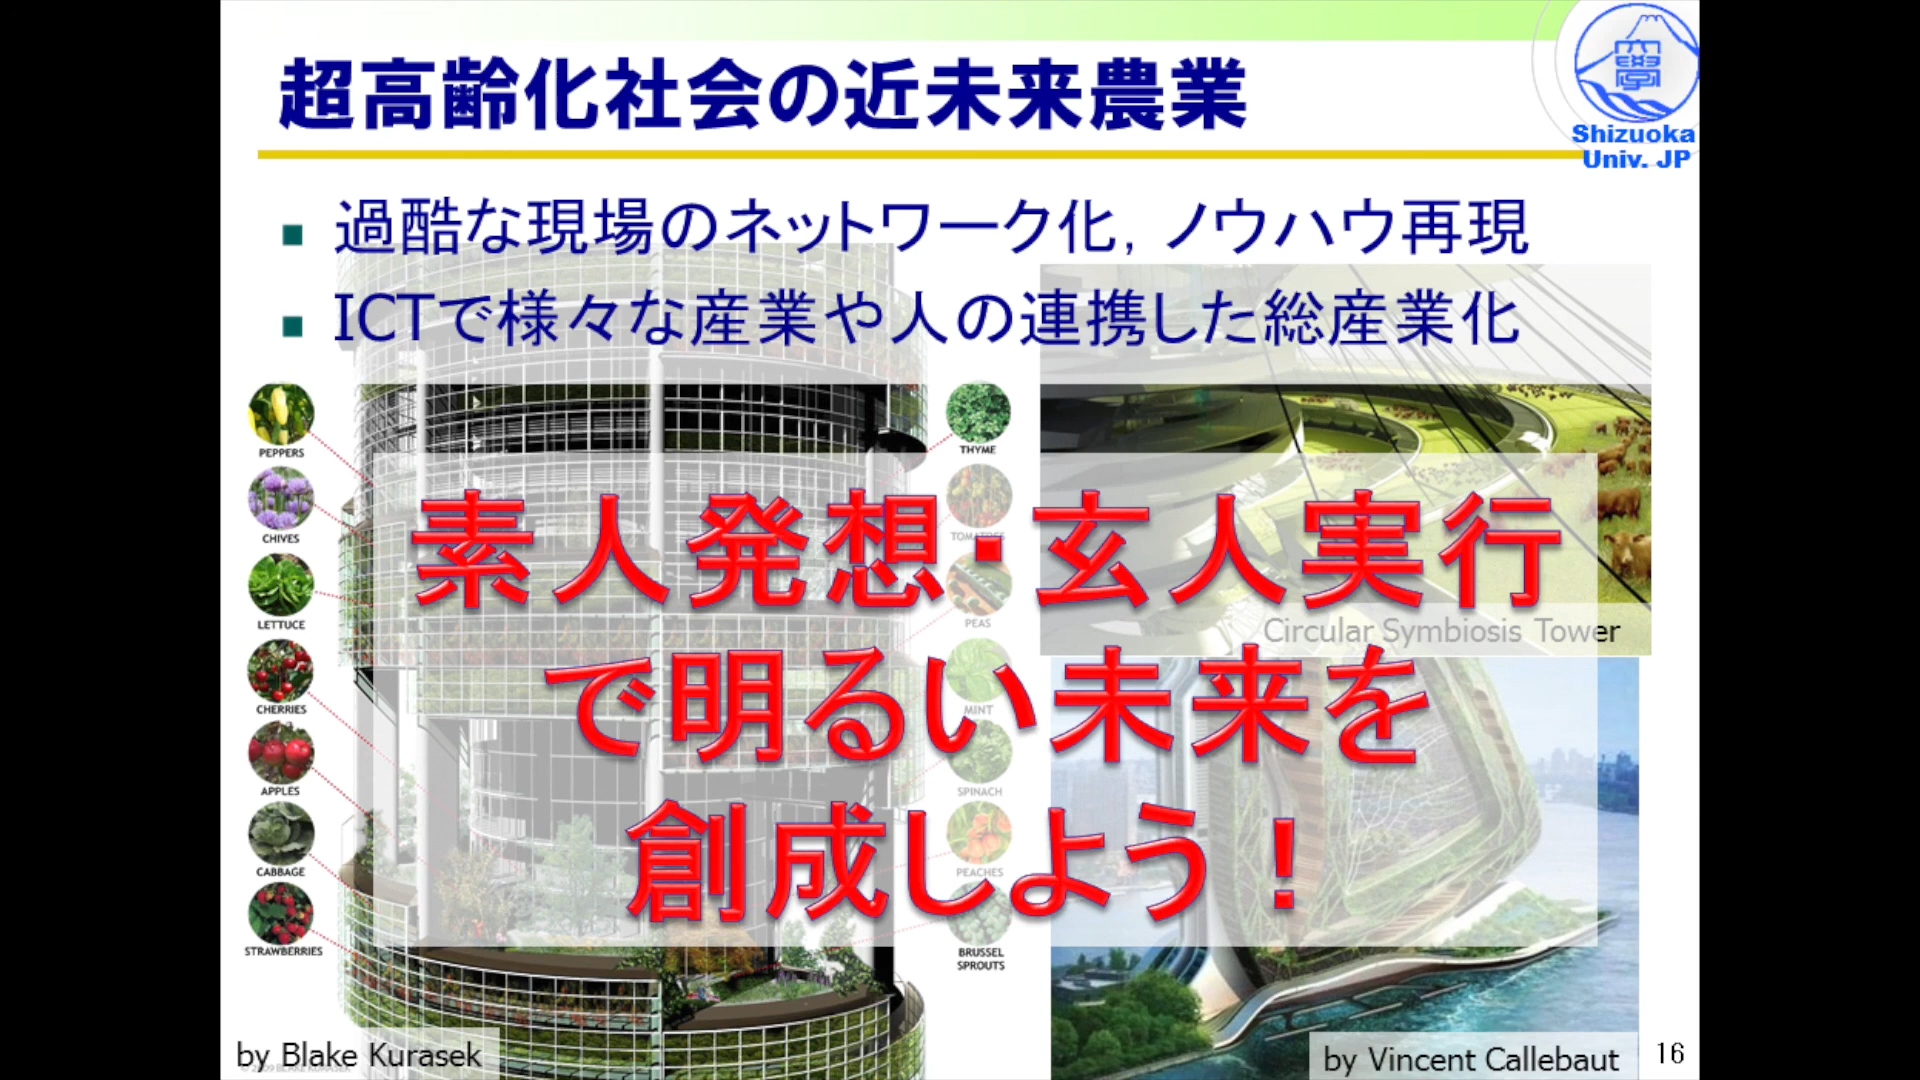 超高齢化社会の近未来農業
Shizuoka
Univ. JP
過酷な現場のネットワーク化, ノウハウ再現
ICTで様々な産業や人の連携した総産業化
PEPPERS
CHIVES
LETTUCE
CHERRIES
APPLES
CABBAGE
STRAWBERRIES
THYME
TOMATOES
PEAS
MINT
SPINACH
PEACHES
BRUSSEL
SPROUTS
素人発想・玄人実行
で明るい未来を
創成しよう！
Circular Symbiosis Tower
by Blake Kurasek
by Vincent Callebaut
16